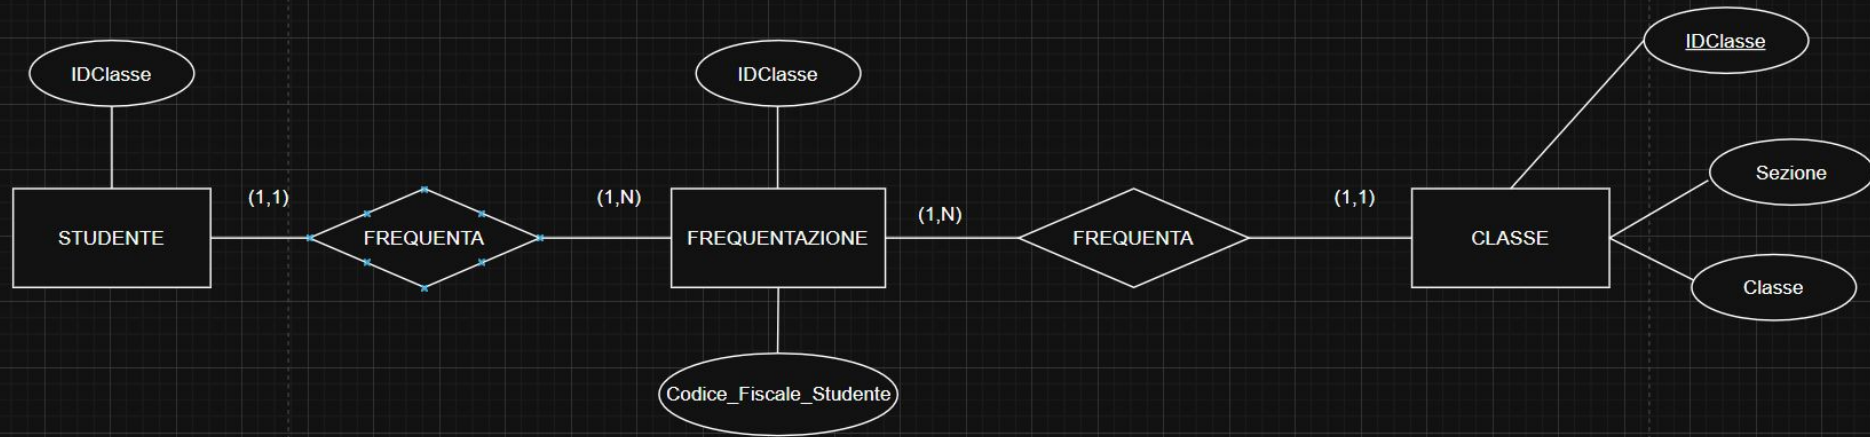 IDClasse
IDClasse
IDClasse
Sezione
Classe
(1,1)
(1,N)
(1,N)
(1,1)
STUDENTE
FREQUENTA
FREQUENTAZIONE
FREQUENTA
CLASSE
Codice_Fiscale_Studente